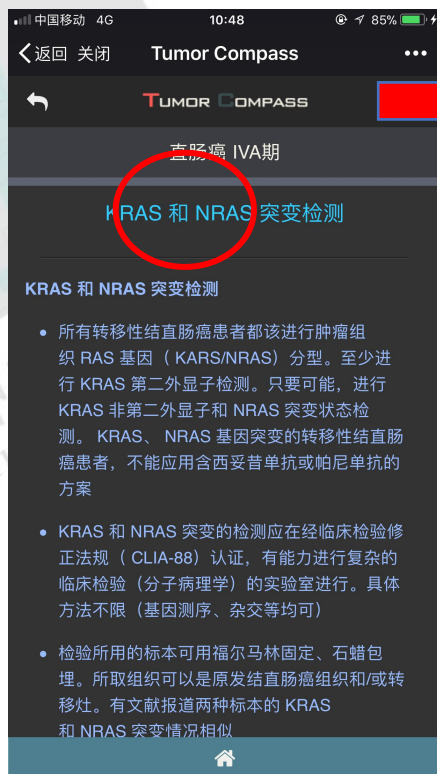 中国移动 4G 10:48 85%
返回 关闭 Tumor Compass
TUMOR COMPASS
直肠癌 IVA期
KRAS 和 NRAS 突变检测
KRAS 和 NRAS 突变检测
所有转移性结直肠癌患者都该进行肿瘤组
织 RAS 基因（ KARS/NRAS）分型。至少进
行 KRAS 第二外显子检测。只要可能，进行
KRAS 非第二外显子和 NRAS 突变状态检
测。 KRAS、 NRAS 基因突变的转移性结直肠
癌患者，不能应用含西妥昔单抗或帕尼单抗的
方案
KRAS 和 NRAS 突变的检测应在经临床检验修
正法规（ CLIA-88）认证，有能力进行复杂的
临床检验（分子病理学）的实验室进行。具体
方法不限（基因测序、杂交等均可）
检验所用的标本可用福尔马林固定、石蜡包
埋。所取组织可以是原发结直肠癌组织和/或转
移灶。有文献报道两种标本的 KRAS
和 NRAS 突变情况相似